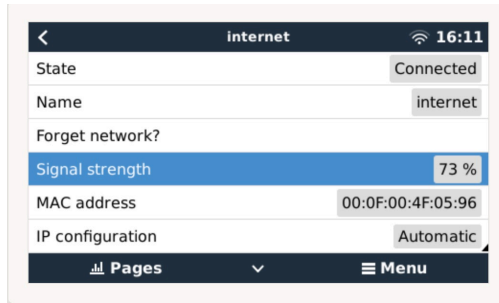 internet 16:11
State Connected
Name internet
Forget network?
Signal strength 73 %
MAC address 00:0F:00:4F:05:96
IP configuration Automatic
Pages Menu